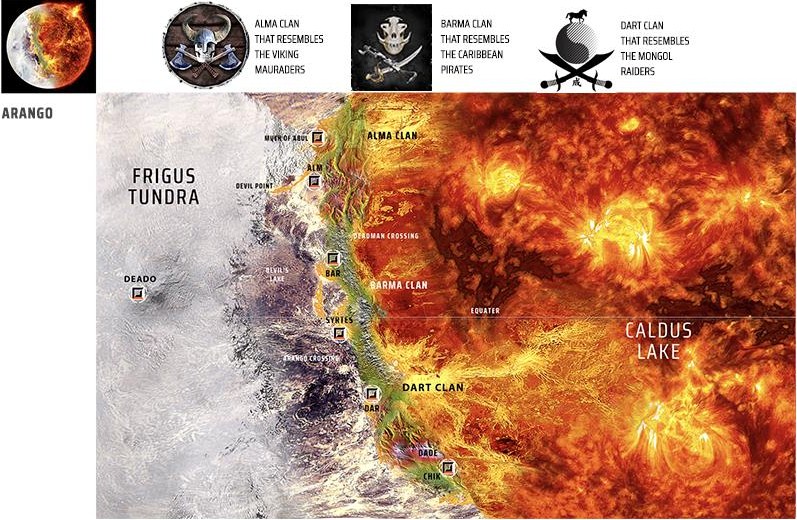 ALMA CLAN
THAT RESEMBLES
THE VIKING
MAURADERS
BARMA CLAN
THAT RESEMBLES
THE CARIBBEAN
PIRATES
DART CLAN
THAT RESEMBLES
THE MONGOL
RAIDERS
ARANGO
FRIGUS
TUNDRA
OF ABUL
ALMA CLAN
ALM
DEVIL POINT
DEADMAN CROSSING
DEADO
BAR
DEVIL'S
LAKE
BARMA CLAN
EQUATER
SYRTES
CALDUS
LAKE
ARANGO CROSSING
DART CLAN
DAR
DADE
CHIK